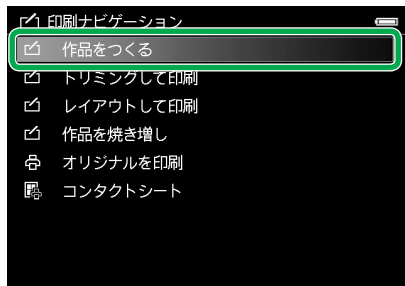 印刷ナビゲーション
作品をつくる
トリミングして印刷
レイアウトして印刷
作品を焼き増し
オリジナルを印刷
コンタクトシート